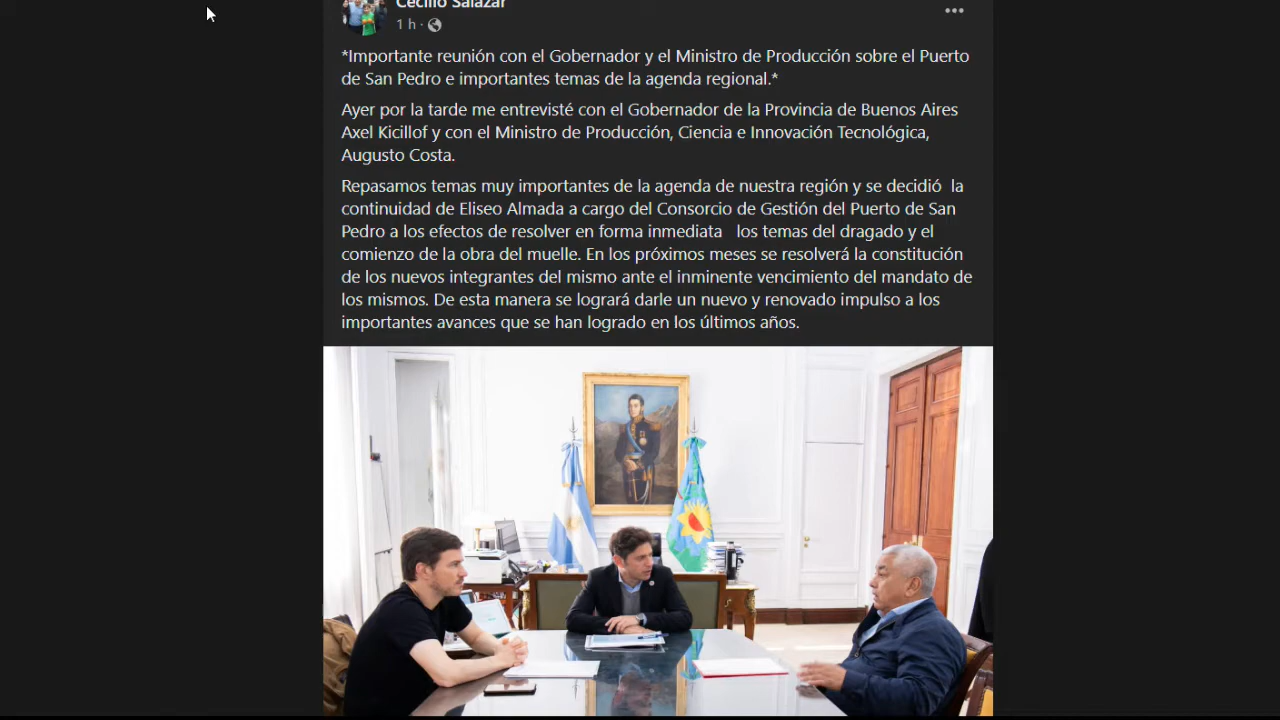 Cecilio Salazar
1 h ·
*Importante reunión con el Gobernador y el Ministro de Producción sobre el Puerto
de San Pedro e importantes temas de la agenda regional.*
Ayer por la tarde me entrevisté con el Gobernador de la Provincia de Buenos Aires
Axel Kicillof y con el Ministro de Producción, Ciencia e Innovación Tecnológica,
Augusto Costa.
Repasamos temas muy importantes de la agenda de nuestra región y se decidió  la
continuidad de Eliseo Almada a cargo del Consorcio de Gestión del Puerto de San
Pedro a los efectos de resolver en forma inmediata   los temas del dragado y el
comienzo de la obra del muelle. En los próximos meses se resolverá la constitución
de los nuevos integrantes del mismo ante el inminente vencimiento del mandato de
los mismos. De esta manera se logrará darle un nuevo y renovado impulso a los
importantes avances que se han logrado en los últimos años.